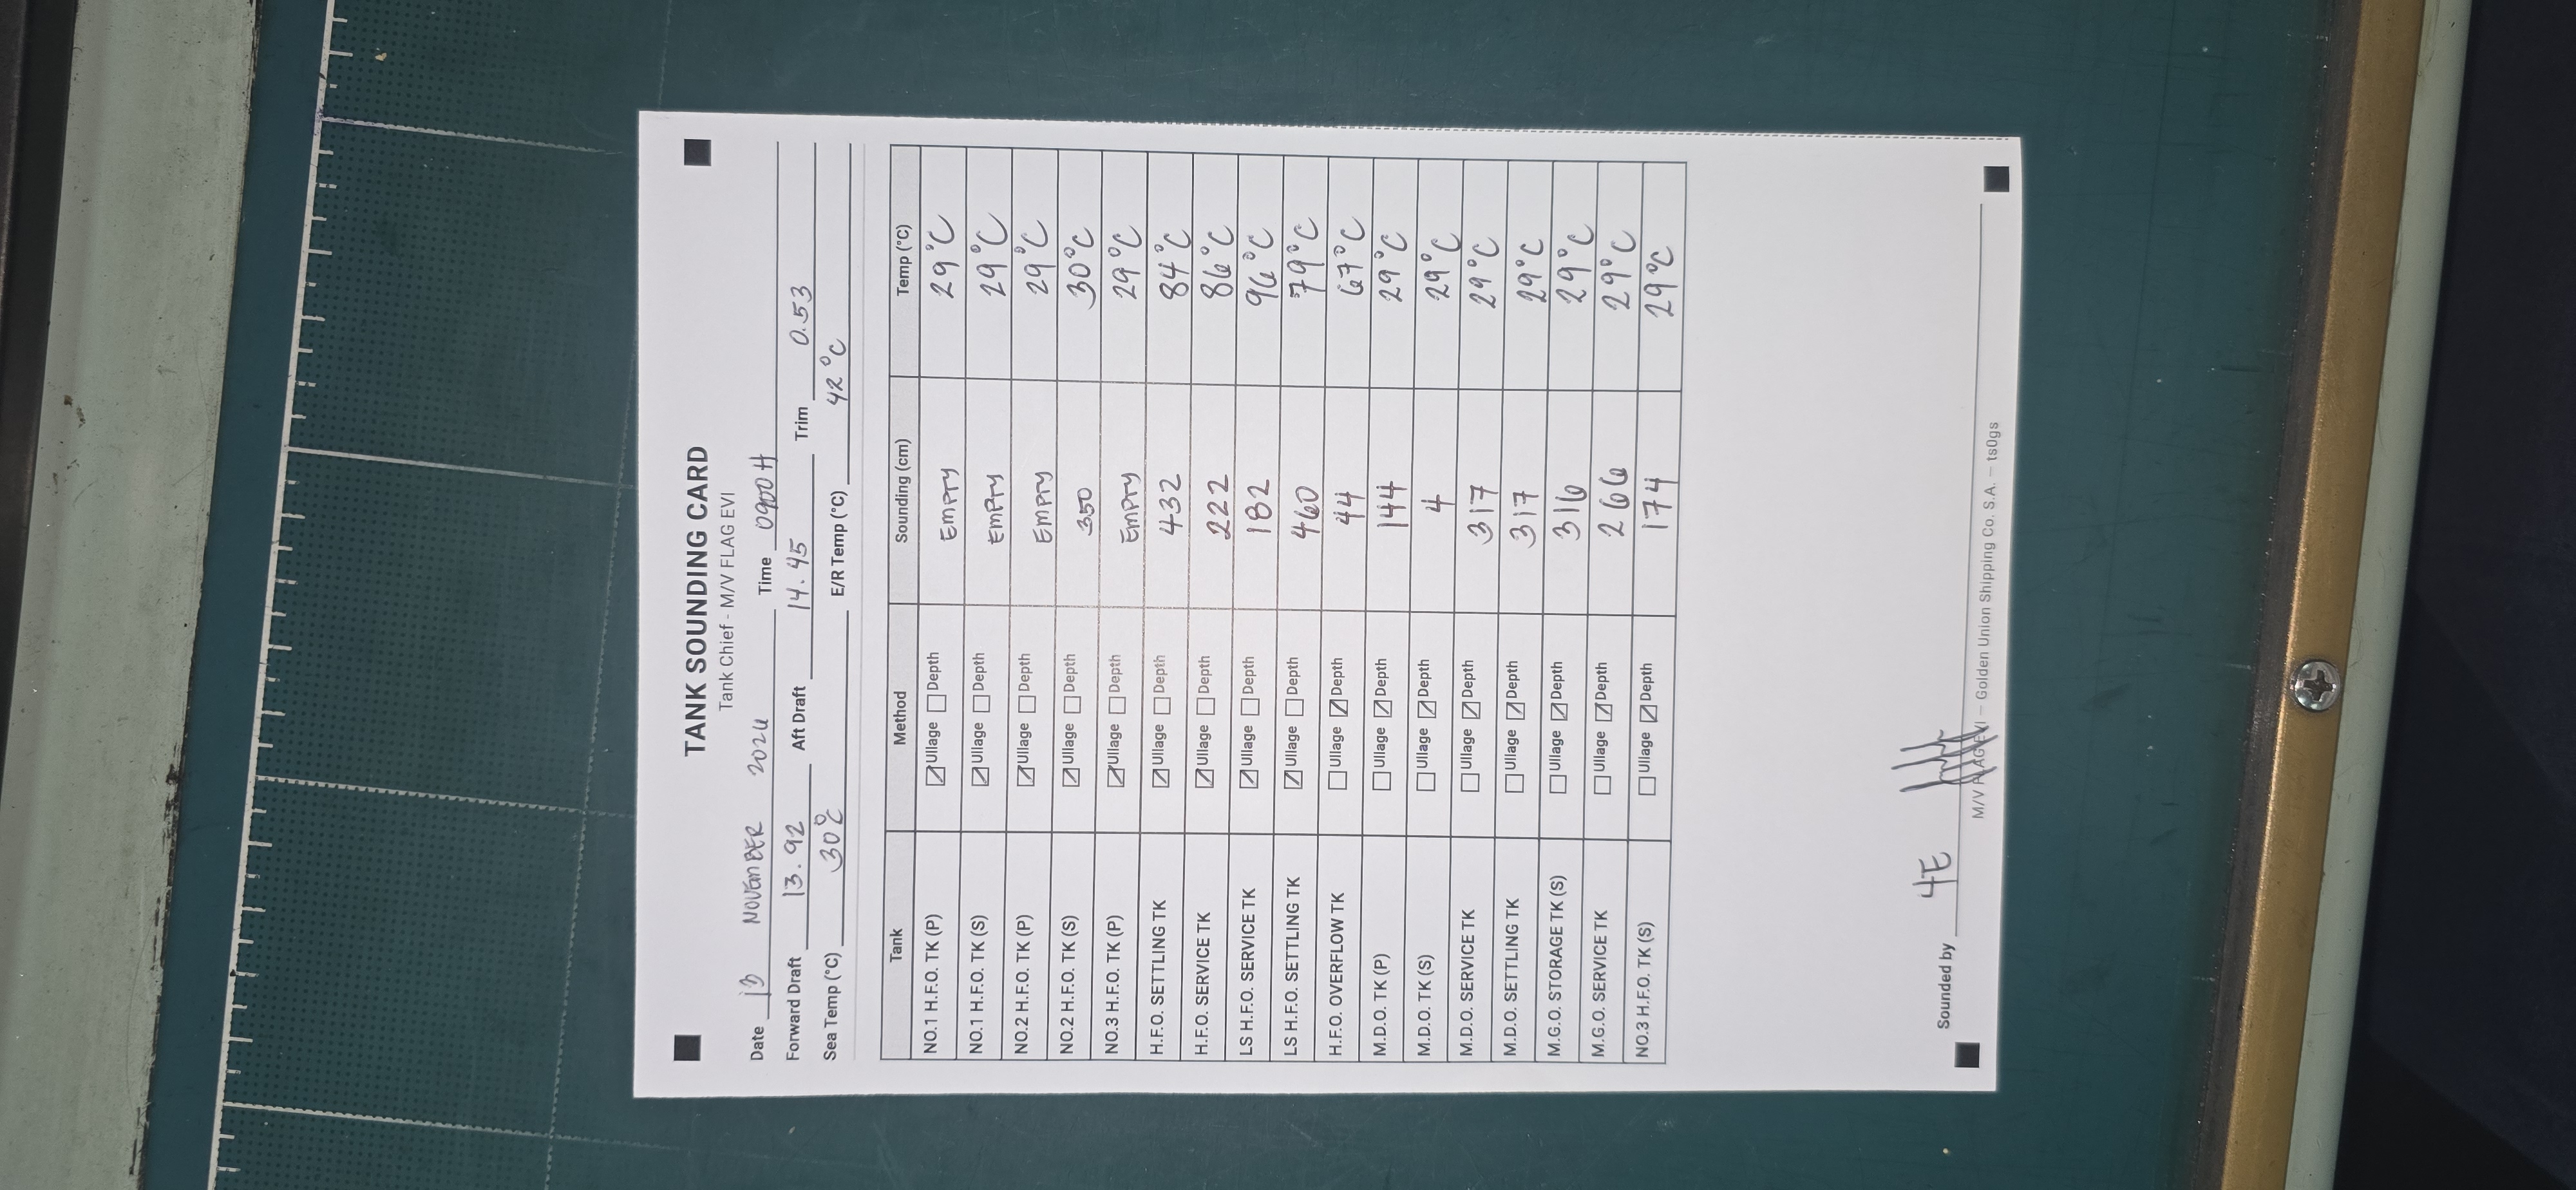 TANK SOUNDING CARD
Tank Chief - M/V FLAG EVI
Date 13 NOVEMBER 2024 Time 0900H
Forward Draft 13.92 Aft Draft 14.45 Trim 0.53
Sea Temp (°C) 30°C E/R Temp (°C) 42°C
Tank Method Sounding (cm) Temp (°C)
NO.1 H.F.O. TK (P) Ullage Depth EMPTY 29°C
NO.1 H.F.O. TK (S) Ullage Depth EMPTY 29°C
NO.2 H.F.O. TK (P) Ullage Depth EMPTY 29°C
NO.2 H.F.O. TK (S) Ullage Depth 350 30°C
NO.3 H.F.O. TK (P) Ullage Depth EMPTY 29°C
H.F.O. SETTLING TK Ullage Depth 432 84°C
H.F.O. SERVICE TK Ullage Depth 222 86°C
LS H.F.O. SERVICE TK Ullage Depth 182 96°C
LS H.F.O. SETTLING TK Ullage Depth 460 79°C
H.F.O. OVERFLOW TK Ullage Depth 44 67°C
M.D.O. TK (P) Ullage Depth 144 29°C
M.D.O. TK (S) Ullage Depth 4 29°C
M.D.O. SERVICE TK Ullage Depth 317 29°C
M.D.O. SETTLING TK Ullage Depth 317 29°C
M.G.O. STORAGE TK (S) Ullage Depth 316 29°C
M.G.O. SERVICE TK Ullage Depth 266 29°C
NO.3 H.F.O. TK (S) Ullage Depth 174 29°C
Sounded by 4E
M/V FLAG EVI — Golden Union Shipping Co. S.A. — ts0gs